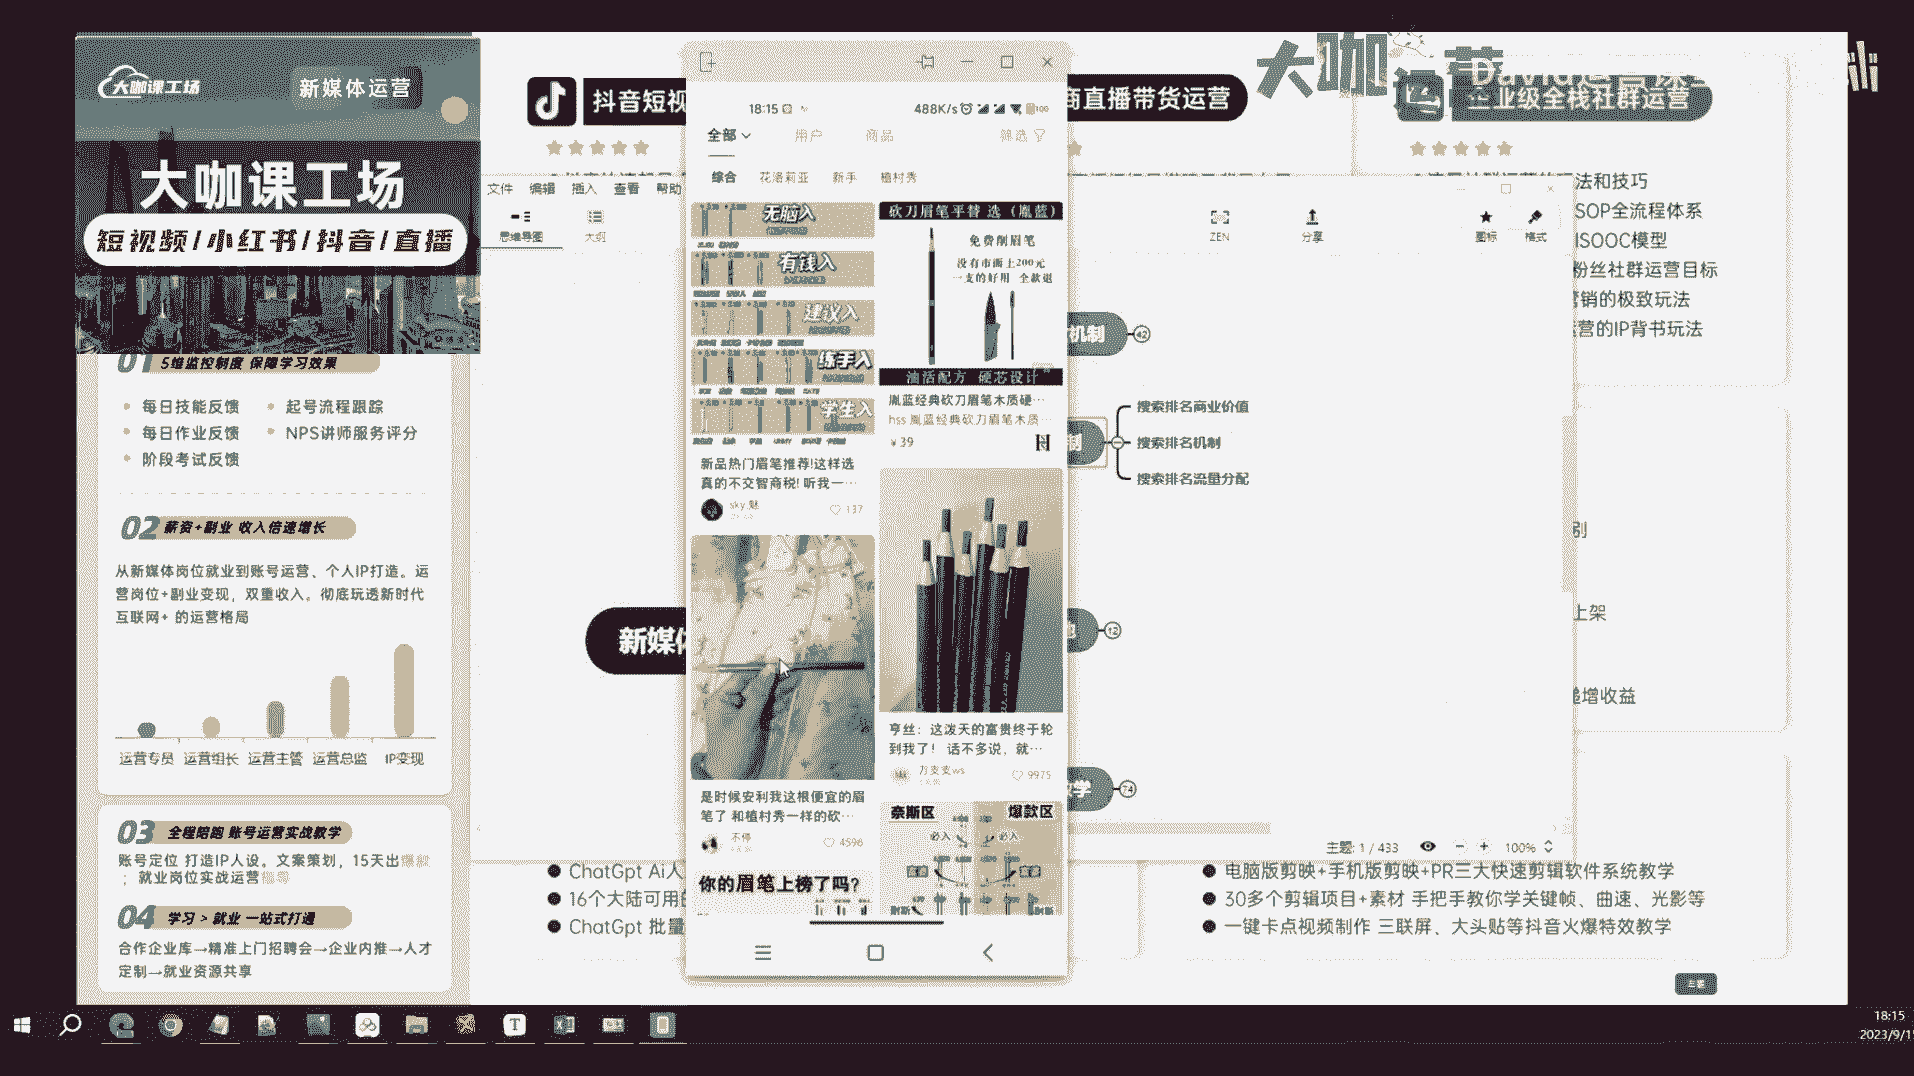 大咖课工场
新媒体运营
大咖课工场
短视频/小红书/抖音/直播
01 5维监控制度 保障学习效果
每日技能反馈
起号流程跟踪
每日作业反馈
NPS讲师服务评分
阶段考试反馈
02 薪资+副业 收入倍速增长
从新媒体岗位就业到账号运营、个人IP打造。运
营岗位+副业变现，双重收入。彻底玩透新时代
互联网+ 的运营格局
运营专员 运营组长 运营主管 运营总监 IP变现
03 全程陪跑 账号运营实战教学
账号定位 打造IP人设。文案策划，15天出爆款
；就业岗位实战运营指导
04 学习 > 就业 一站式打通
合作企业库→精准上门招聘会→企业内推→人才
定制→就业资源共享
抖音短视
商直播带货运营
企业级全栈社群运营
文件 编辑 插入 查看 帮助
思维导图 大纲
ZEN 分享 图标 格式
法和技巧
SOP全流程体系
ISOOC模型
粉丝社群运营目标
营销的极致玩法
运营的IP背书玩法
18:15
488K/s
100
全部 用户 商品 筛选
综合 花洛莉亚 新手 植村秀
无脑入
有钱入
建议入
练手入
学生入
新品热门眉笔推荐!这样选
真的不交智商税! 听我一…
sky.魅
137
砍刀眉笔平替 选（胤蓝）
免费削眉笔
没有市面上200元
一支的好用 全款退
油活配方 硬芯设计
胤蓝经典砍刀眉笔木质硬…
hss 胤蓝经典砍刀眉笔木质…
¥39
是时候安利我这根便宜的眉
笔了 和植村秀一样的砍…
不停
4596
你的眉笔上榜了吗?
亨丝：这泼天的富贵终于轮
到我了！ 话不多说，就…
万支支ws
9975
奈斯区
爆款区
必入
必入
机制
42
搜索排名商业价值
搜索排名机制
搜索排名流量分配
新媒体
12
学
74
别
上架
递增收益
主题: 1 / 433
100%
ChatGpt Ai人
16个大陆可用的
ChatGpt 批量
电脑版剪映+手机版剪映+PR三大快速剪辑软件系统教学
30多个剪辑项目+素材 手把手教你学关键帧、曲速、光影等
一键卡点视频制作 三联屏、大头贴等抖音火爆特效教学
18:15
2023/9/1